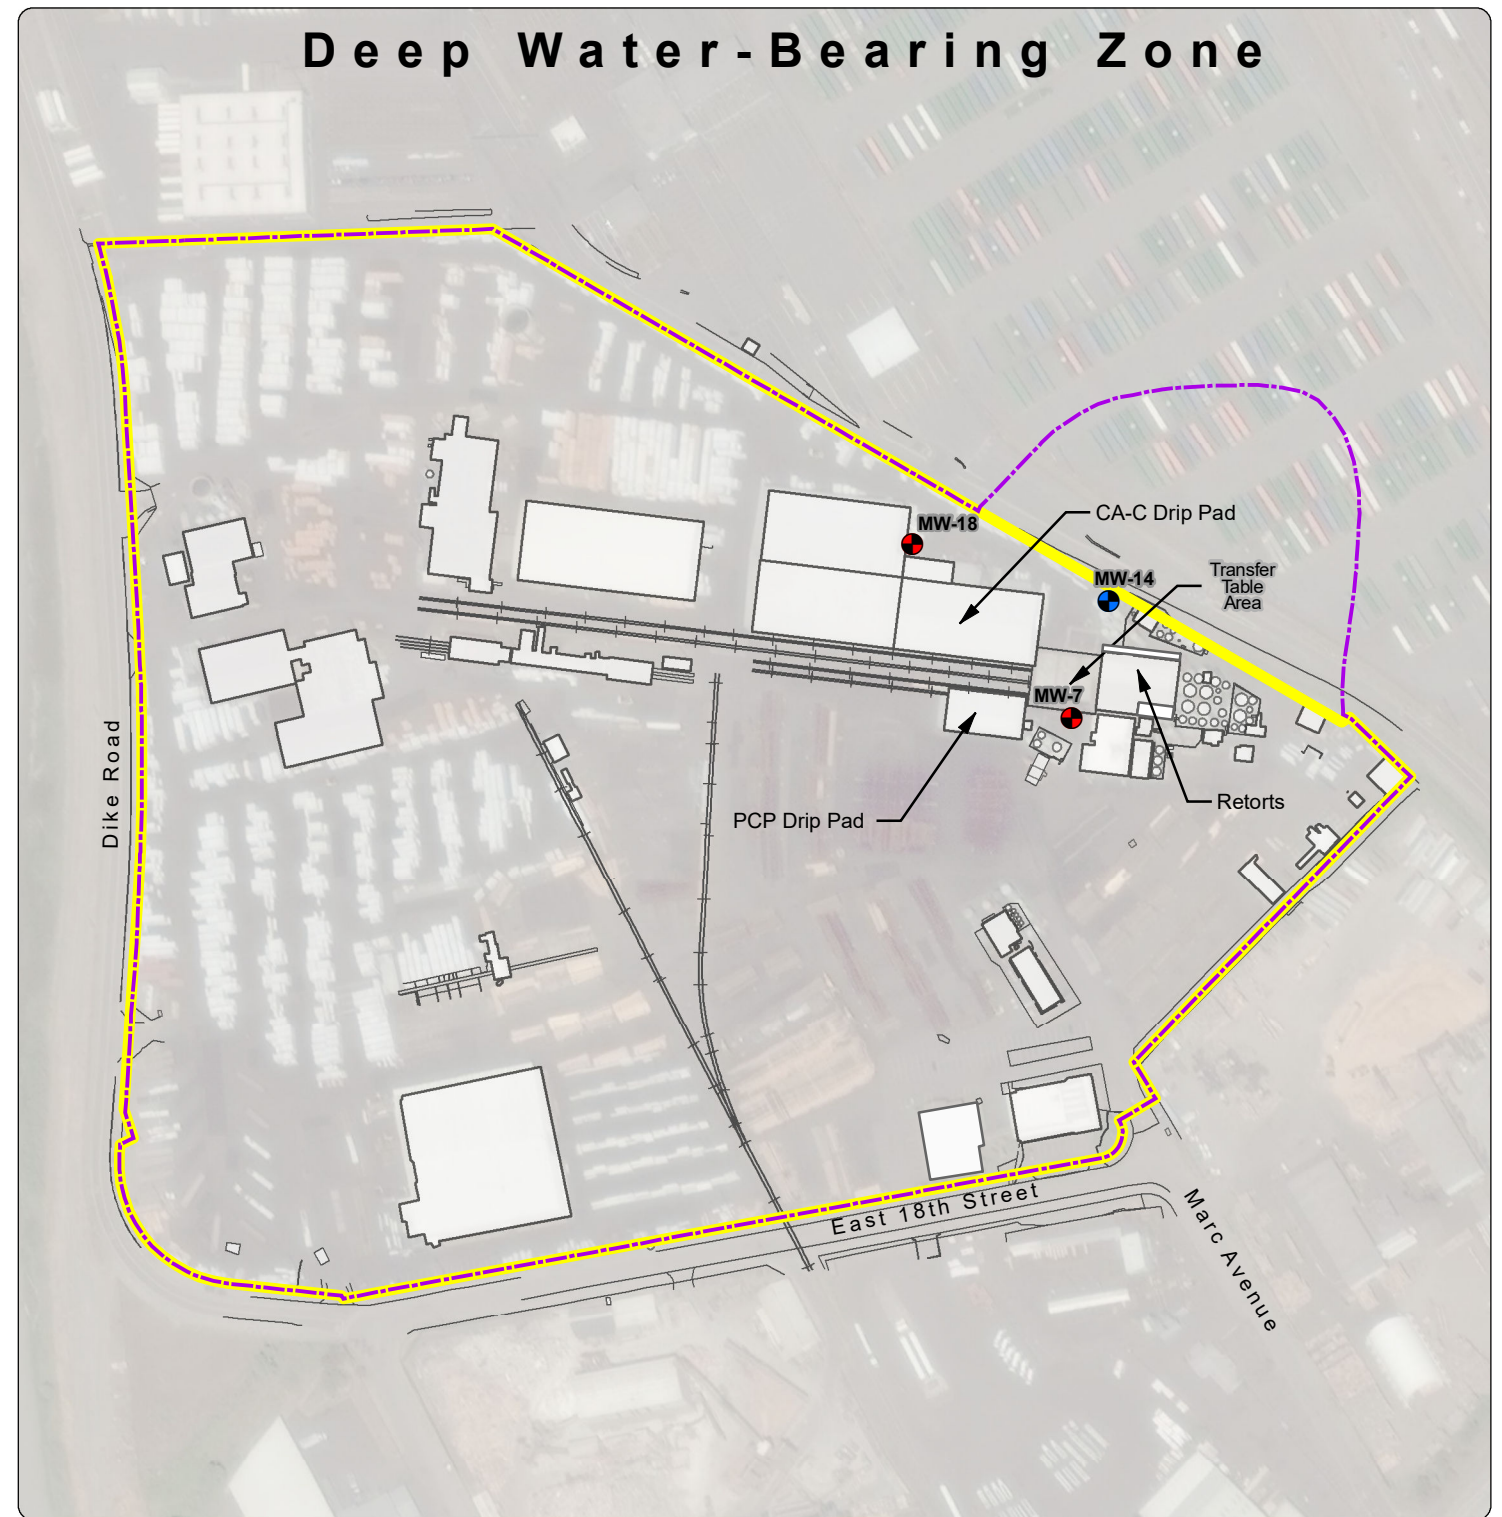 Deep Water-Bearing Zone
MW-18
CA-C Drip Pad
MW-14
Transfer
Table
Area
MW-7
Retorts
PCP Drip Pad
Dike Road
East 18th Street
Marc Avenue